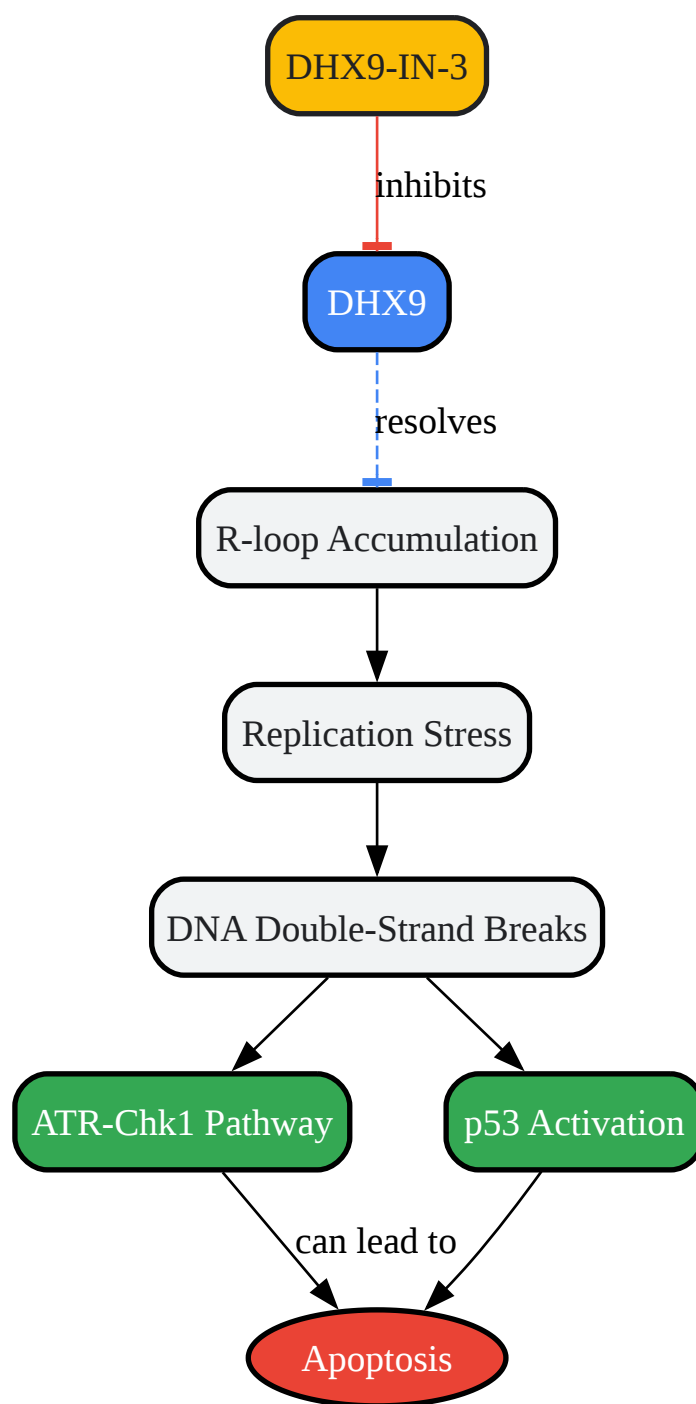 DHX9-IN-3
inhibits
DHX9
resolves
R-loop Accumulation
Replication Stress
DNA Double-Strand Breaks
ATR-Chk1 Pathway
p53 Activation
can lead to
Apoptosis